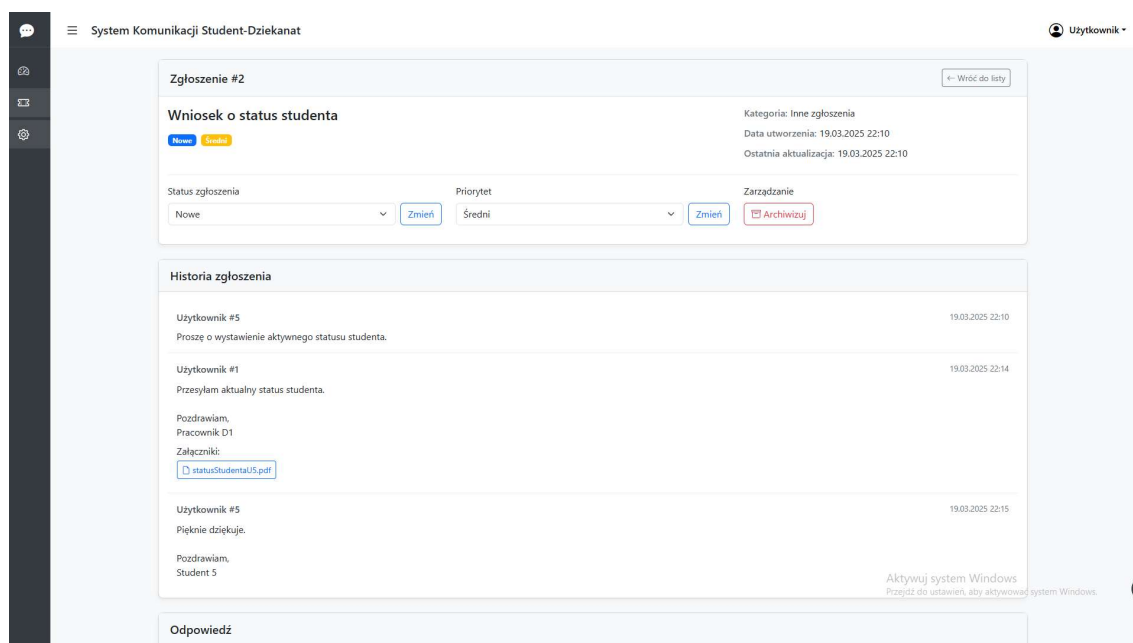 System Komunikacji Student-Dziekanat
Użytkownik
Zgłoszenie #2
← Wróć do listy
Wniosek o status studenta
Nowe Średni
Kategoria: Inne zgłoszenia
Data utworzenia: 19.03.2025 22:10
Ostatnia aktualizacja: 19.03.2025 22:10
Status zgłoszenia
Priorytet
Zarządzanie
Nowe
Zmień
Średni
Zmień
Archiwizuj
Historia zgłoszenia
Użytkownik #5
19.03.2025 22:10
Proszę o wystawienie aktywnego statusu studenta.
Użytkownik #1
19.03.2025 22:14
Przesyłam aktualny status studenta.
Pozdrawiam,
Pracownik D1
Załączniki:
statusStudentaU5.pdf
Użytkownik #5
19.03.2025 22:15
Pięknie dziękuje.
Pozdrawiam,
Student 5
Aktywuj system Windows
Przejdź do ustawień, aby aktywować system Windows.
Odpowiedź